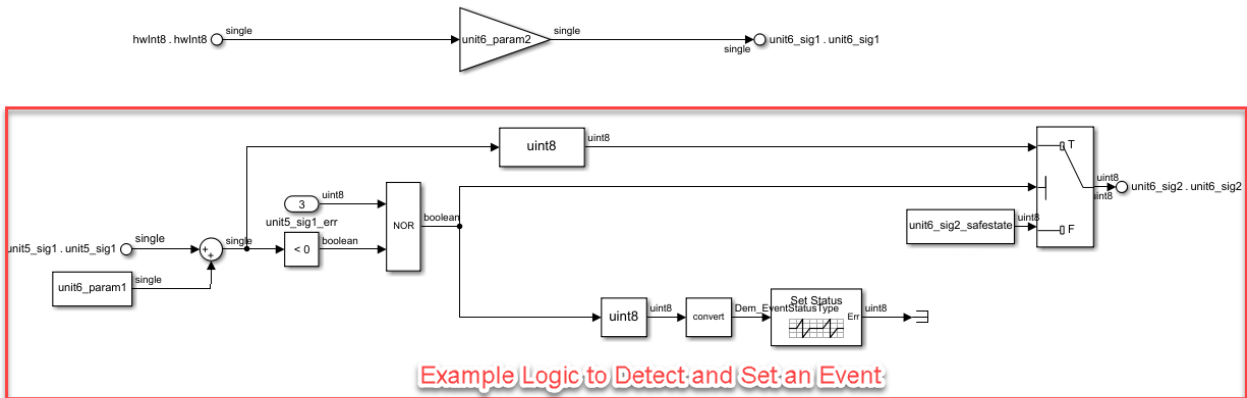 hwInt8 . hwInt8
single
unit6_param2
single
single
unit6_sig1 . unit6_sig1
uint8
uint8
T
3
uint8
unit5_sig1_err
NOR
boolean
uint8
uint8
unit6_sig2 . unit6_sig2
unit5_sig1 . unit5_sig1
single
+
+
single
< 0
boolean
unit6_sig2_safestate
uint8
F
unit6_param1
single
uint8
uint8
convert
Dem_EventStatusType
Set Status
Err
uint8
Example Logic to Detect and Set an Event